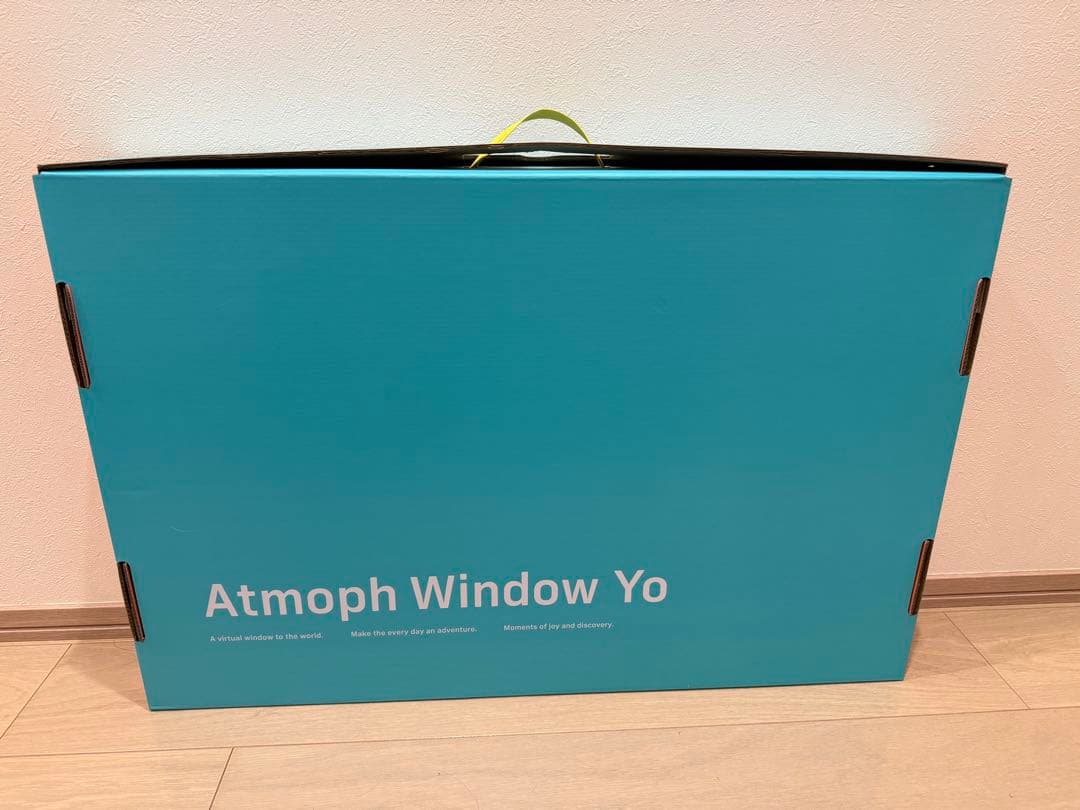 Atmoph Window Yo
A virtual window to the world. Make the every day an adventure. Moments of joy and discovery.